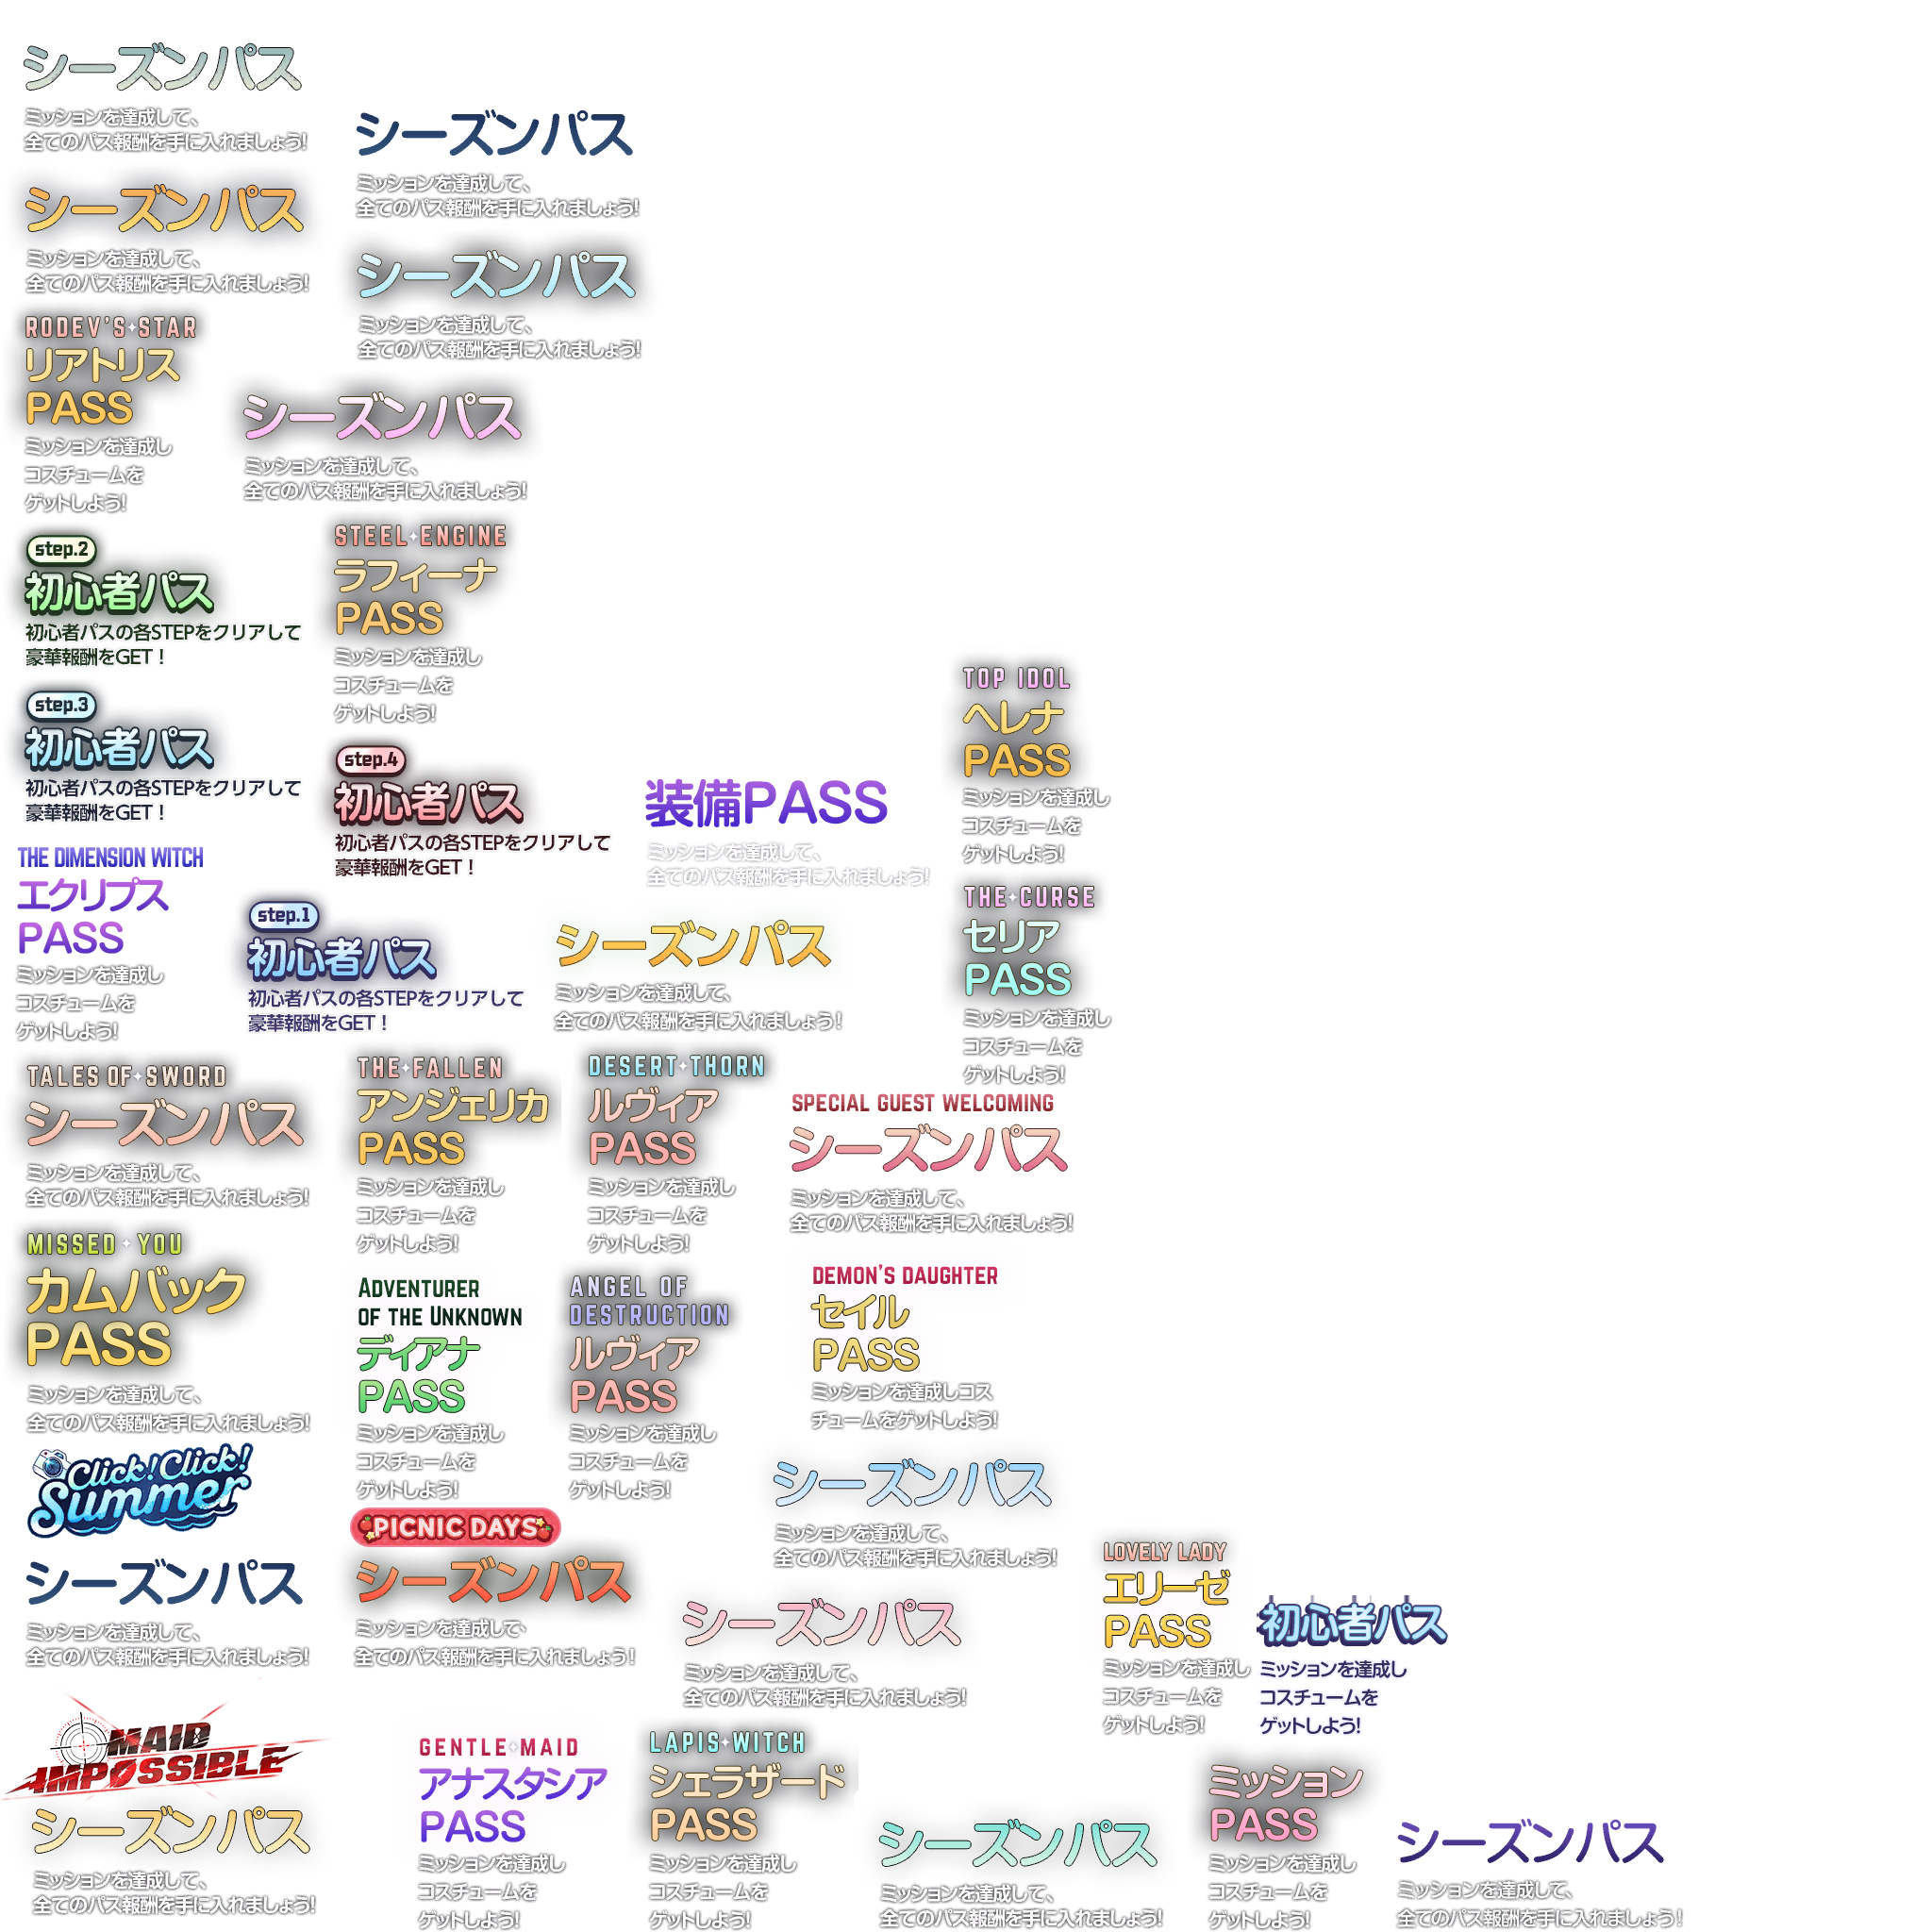 シーズンパス
ミッションを達成して、
全てのパス報酬を手に入れましょう!
シーズンパス
ミッションを達成して、
全てのパス報酬を手に入れましょう!
シーズンパス
ミッションを達成して、
全てのパス報酬を手に入れましょう!
シーズンパス
ミッションを達成して、
全てのパス報酬を手に入れましょう!
RODEV'S STAR
リアトリス
PASS
ミッションを達成し
コスチュームを
ゲットしよう!
シーズンパス
ミッションを達成して、
全てのパス報酬を手に入れましょう!
step.2
初心者パス
初心者パスの各STEPをクリアして
豪華報酬をGET!
STEEL ENGINE
ラフィーナ
PASS
ミッションを達成し
コスチュームを
ゲットしよう!
step.3
初心者パス
初心者パスの各STEPをクリアして
豪華報酬をGET!
step.4
初心者パス
初心者パスの各STEPをクリアして
豪華報酬をGET!
装備PASS
ミッションを達成して、
全てのパス報酬を手に入れましょう!
TOP IDOL
ヘレナ
PASS
ミッションを達成し
コスチュームを
ゲットしよう!
THE DIMENSION WITCH
エクリプス
PASS
ミッションを達成し
コスチュームを
ゲットしよう!
step.1
初心者パス
初心者パスの各STEPをクリアして
豪華報酬をGET!
シーズンパス
ミッションを達成して、
全てのパス報酬を手に入れましょう!
THE CURSE
セリア
PASS
ミッションを達成し
コスチュームを
ゲットしよう!
TALES OF SWORD
シーズンパス
ミッションを達成して、
全てのパス報酬を手に入れましょう!
THE FALLEN
アンジェリカ
PASS
ミッションを達成し
コスチュームを
ゲットしよう!
DESERT THORN
ルヴィア
PASS
ミッションを達成し
コスチュームを
ゲットしよう!
SPECIAL GUEST WELCOMING
シーズンパス
ミッションを達成して、
全てのパス報酬を手に入れましょう!
MISSED YOU
カムバック
PASS
ミッションを達成して、
全てのパス報酬を手に入れましょう!
ADVENTURER
OF THE UNKNOWN
ディアナ
PASS
ミッションを達成し
コスチュームを
ゲットしよう!
ANGEL OF
DESTRUCTION
ルヴィア
PASS
ミッションを達成し
コスチュームを
ゲットしよう!
DEMON'S DAUGHTER
セイル
PASS
ミッションを達成しコス
チュームをゲットしよう!
Click! Click!
Summer
シーズンパス
ミッションを達成して、
全てのパス報酬を手に入れましょう!
PICNIC DAYS
シーズンパス
ミッションを達成して、
全てのパス報酬を手に入れましょう!
シーズンパス
ミッションを達成して、
全てのパス報酬を手に入れましょう!
シーズンパス
ミッションを達成して、
全てのパス報酬を手に入れましょう!
LOVELY LADY
エリーゼ
PASS
ミッションを達成し
コスチュームを
ゲットしよう!
初心者パス
ミッションを達成し
コスチュームを
ゲットしよう!
MAID
IMPOSSIBLE
シーズンパス
ミッションを達成して、
全てのパス報酬を手に入れましょう!
GENTLE MAID
アナスタシア
PASS
ミッションを達成し
コスチュームを
ゲットしよう!
LAPIS WITCH
シェラザード
PASS
ミッションを達成し
コスチュームを
ゲットしよう!
シーズンパス
ミッションを達成して、
全てのパス報酬を手に入れましょう!
ミッション
PASS
ミッションを達成し
コスチュームを
ゲットしよう!
シーズンパス
ミッションを達成して、
全てのパス報酬を手に入れましょう!